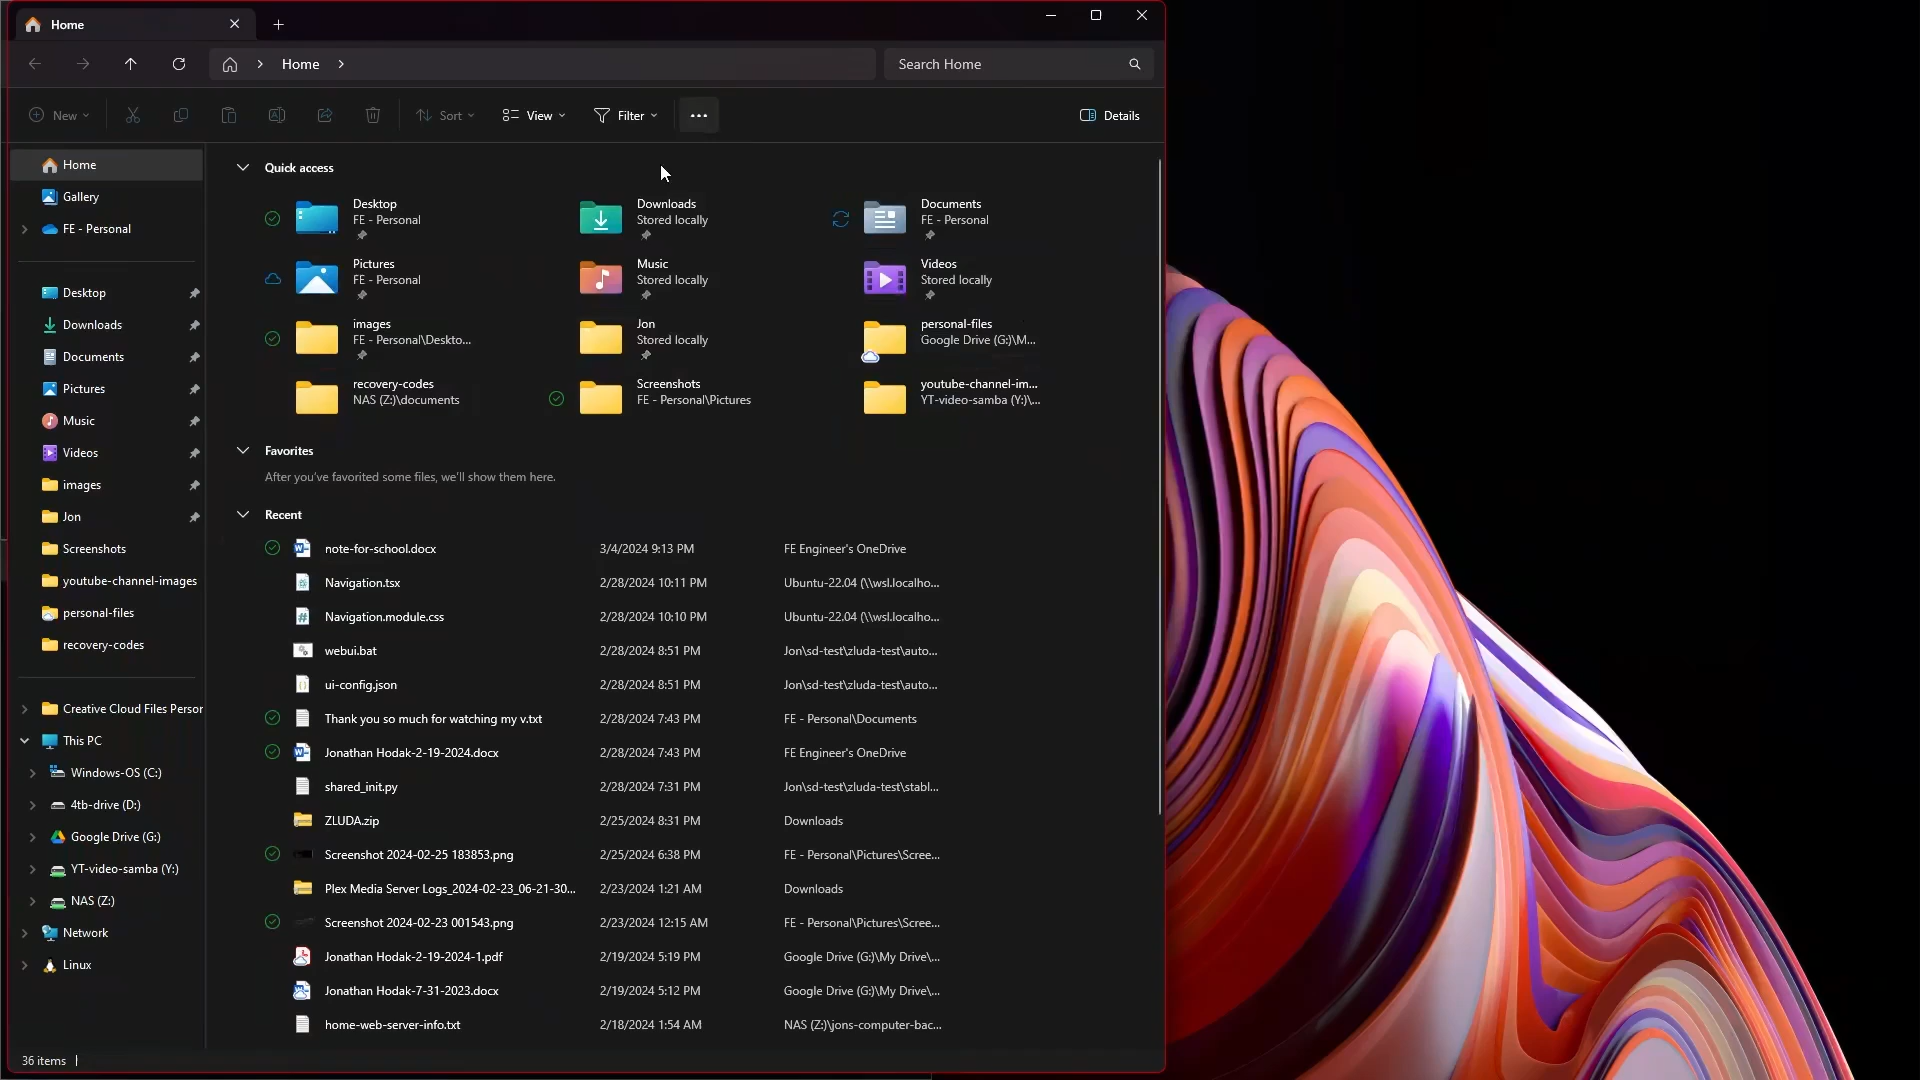 Home
Home
Search Home
New
Sort
View
Filter
Details
Home
Gallery
FE - Personal
Desktop
Downloads
Documents
Pictures
Music
Videos
images
Jon
Screenshots
youtube-channel-images
personal-files
recovery-codes
Creative Cloud Files Person
This PC
Windows-OS (C:)
4tb-drive (D:)
Google Drive (G:)
YT-video-samba (Y:)
NAS (Z:)
Network
Linux
Quick access
Desktop
FE - Personal
Downloads
Stored locally
Documents
FE - Personal
Pictures
FE - Personal
Music
Stored locally
Videos
Stored locally
images
FE - Personal\Deskto...
Jon
Stored locally
personal-files
Google Drive (G:)\M...
recovery-codes
NAS (Z:)\documents
Screenshots
FE - Personal\Pictures
youtube-channel-im...
YT-video-samba (Y:)\...
Favorites
After you've favorited some files, we'll show them here.
Recent
note-for-school.docx 3/4/2024 9:13 PM FE Engineer's OneDrive
Navigation.tsx 2/28/2024 10:11 PM Ubuntu-22.04 (\\wsl.localho...
Navigation.module.css 2/28/2024 10:10 PM Ubuntu-22.04 (\\wsl.localho...
webui.bat 2/28/2024 8:51 PM Jon\sd-test\zluda-test\auto...
ui-config.json 2/28/2024 8:51 PM Jon\sd-test\zluda-test\auto...
Thank you so much for watching my v.txt 2/28/2024 7:43 PM FE - Personal\Documents
Jonathan Hodak-2-19-2024.docx 2/28/2024 7:43 PM FE Engineer's OneDrive
shared_init.py 2/28/2024 7:31 PM Jon\sd-test\zluda-test\stabl...
ZLUDA.zip 2/25/2024 8:31 PM Downloads
Screenshot 2024-02-25 183853.png 2/25/2024 6:38 PM FE - Personal\Pictures\Scree...
Plex Media Server Logs_2024-02-23_06-21-30... 2/23/2024 1:21 AM Downloads
Screenshot 2024-02-23 001543.png 2/23/2024 12:15 AM FE - Personal\Pictures\Scree...
Jonathan Hodak-2-19-2024-1.pdf 2/19/2024 5:19 PM Google Drive (G:)\My Drive\...
Jonathan Hodak-7-31-2023.docx 2/19/2024 5:12 PM Google Drive (G:)\My Drive\...
home-web-server-info.txt 2/18/2024 1:54 AM NAS (Z:)\jons-computer-bac...
36 items